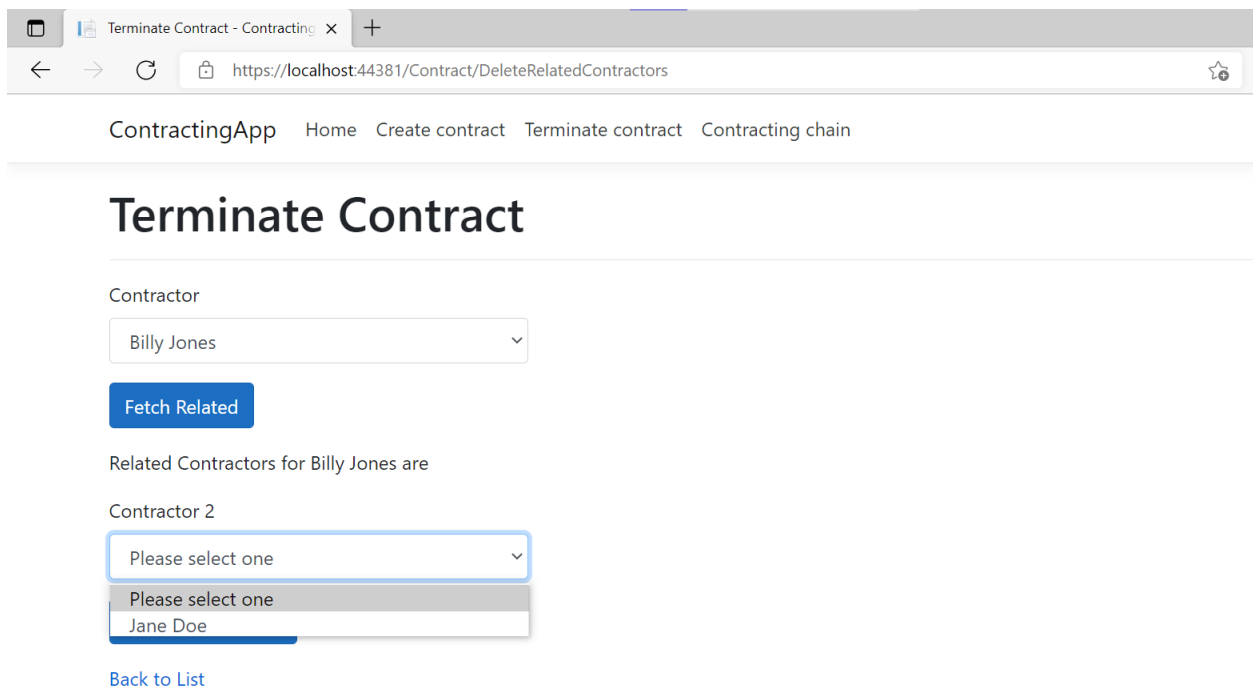 Terminate Contract - Contracting
https://localhost:44381/Contract/DeleteRelatedContractors
ContractingApp Home Create contract Terminate contract Contracting chain
Terminate Contract
Contractor
Billy Jones
Fetch Related
Related Contractors for Billy Jones are
Contractor 2
Please select one
Please select one
Jane Doe
Back to List